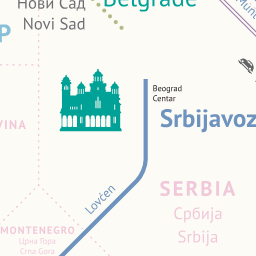 Нови Сад
Novi Sad
Belgrade
Beograd
Centar
Srbijavoz
Lovćen
SERBIA
Србија
Srbija
MONTENEGRO
Црна Гора
Crna Gora